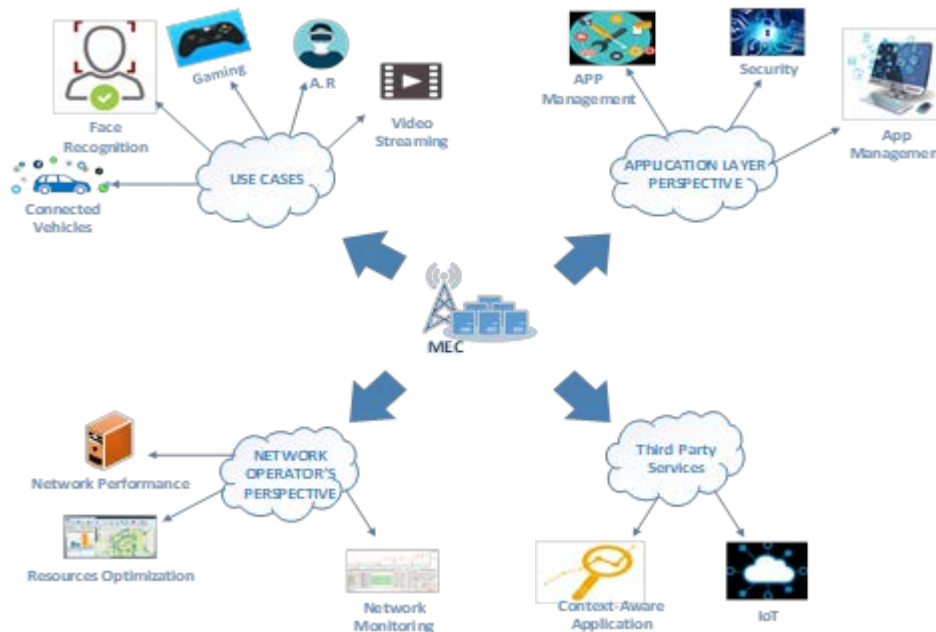 Gaming
A.R
Face
Recognition
Video
Streaming
Connected
Vehicles
USE CASES
APP
Management
Security
App
Management
APPLICATION LAYER
PERSPECTIVE
MEC
NETWORK
OPERATOR'S
PERSPECTIVE
Network Performance
Resources Optimization
Network
Monitoring
Third Party
Services
Context-Aware
Application
IoT